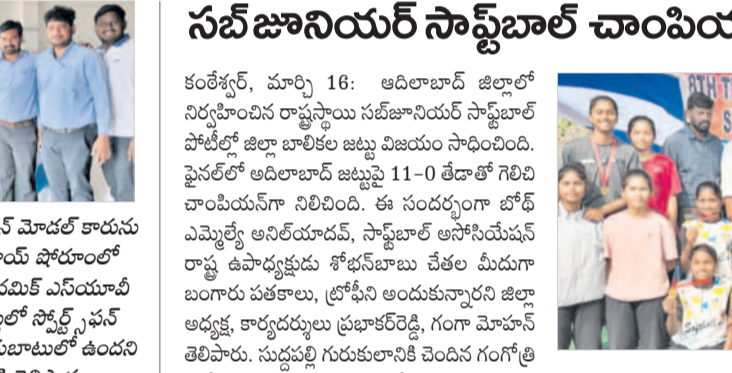 సబ్ జూనియర్ సాఫ్ట్‌బాల్
కంఠేశ్వర్, మార్చి 16: ఆదిలాబాద్ జిల్లాలో
నిర్వహించిన రాష్ట్రస్థాయి సబ్‌జూనియర్ సాఫ్ట్‌బాల్
పోటీల్లో జిల్లా బాలికల జట్టు విజయం సాధించింది.
ఫైనల్‌లో అదిలాబాద్ జట్టుపై 11-0 తేడాతో గెలిచి
చాంపియన్‌గా నిలిచింది. ఈ సందర్భంగా బోథ్
ఎమ్మెల్యే అనిల్‌యాదవ్, సాఫ్ట్‌బాల్ అసోసియేషన్
రాష్ట్ర ఉపాధ్యక్షుడు శోభన్‌బాబు చేతల మీదుగా
బంగారు పతకాలు, ట్రోఫీని అందుకున్నారని జిల్లా
అధ్యక్ష, కార్యదర్శులు ప్రభాకర్‌రెడ్డి, గంగా మోహన్
తెలిపారు. సుద్దపల్లి గురుకులానికి చెందిన గంగోత్రి
మోడల్ కారును
షోరూంలో
ఎస్‌యూవీ
స్పోర్ట్స్ ఫన్
ఉందని
8TH